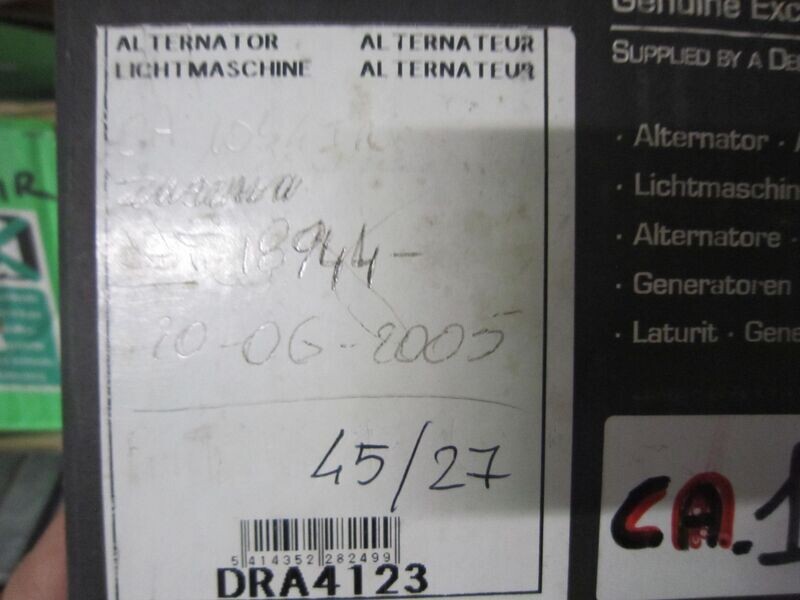 ALTERNATOR ALTERNATEUR
LICHTMASCHINE ALTERNATEUR
18944-
10-06-2005
45/27
5 414352 282499
DRA4123
Genuine Exc
SUPPLIED BY A DE
· Alternator ·
· Lichtmaschin
· Alternatore ·
· Generatoren
· Laturit · Gene
CA.1